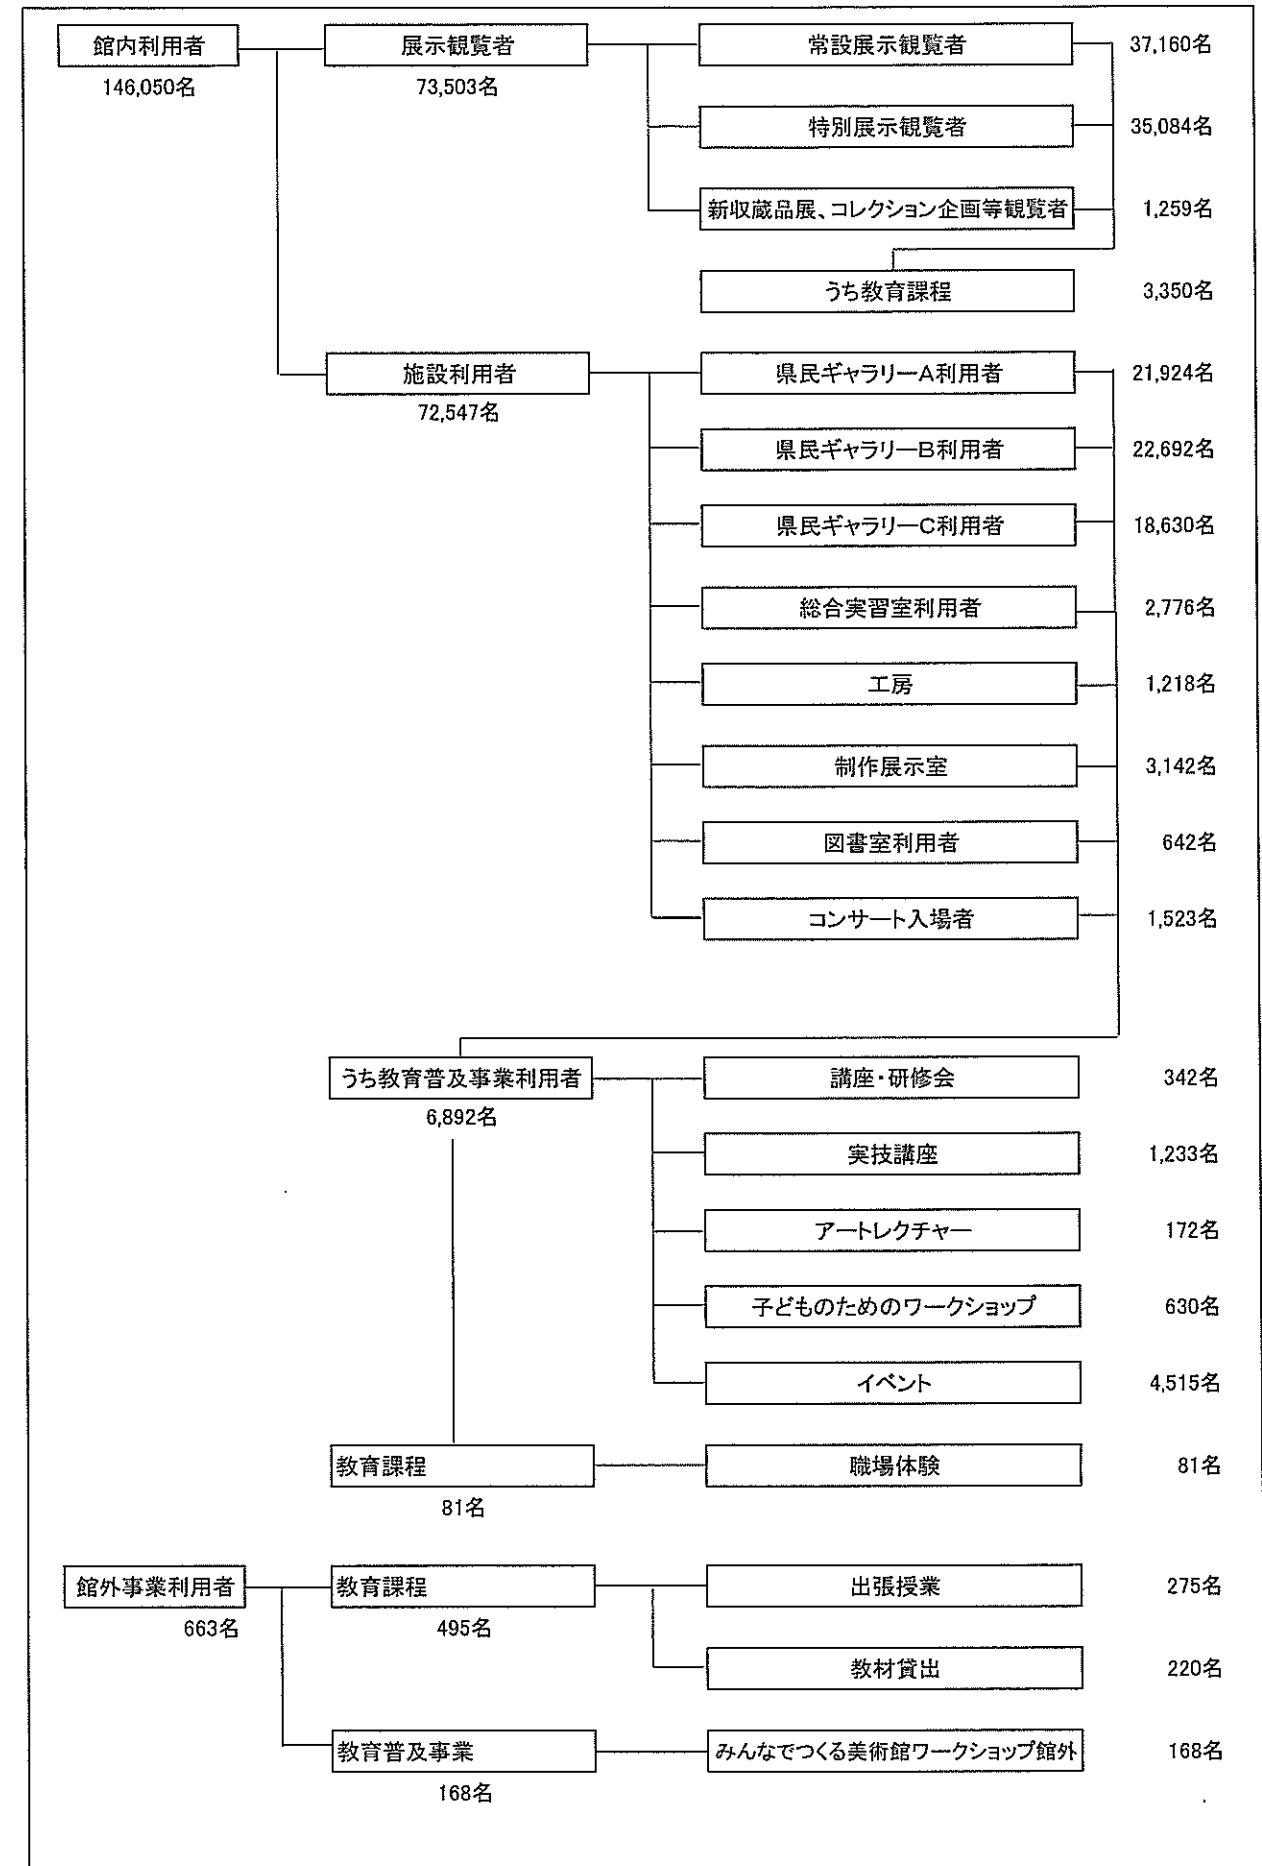 館内利用者 展示観覧者 常設展示観覧者 37,160名
146,050名 73,503名
特別展示観覧者 35,084名
新収蔵品展、コレクション企画等観覧者 1,259名
うち教育課程 3,350名
施設利用者 県民ギャラリーA利用者 21,924名
72,547名
県民ギャラリーB利用者 22,692名
県民ギャラリーC利用者 18,630名
総合実習室利用者 2,776名
工房 1,218名
制作展示室 3,142名
図書室利用者 642名
コンサート入場者 1,523名
うち教育普及事業利用者 講座・研修会 342名
6,892名
実技講座 1,233名
アートレクチャー 172名
子どものためのワークショップ 630名
イベント 4,515名
教育課程 職場体験 81名
81名
館外事業利用者 教育課程 出張授業 275名
663名 495名
教材貸出 220名
教育普及事業 みんなでつくる美術館ワークショップ館外 168名
168名